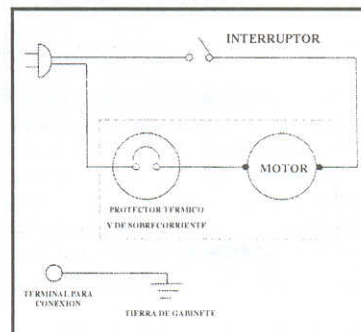 INTERRUPTOR
MOTOR
PROTECTOR TERMICO
Y DE SOBRECORRIENTE
TERMINAL PARA
CONEXION
TIERRA DE GABINETE